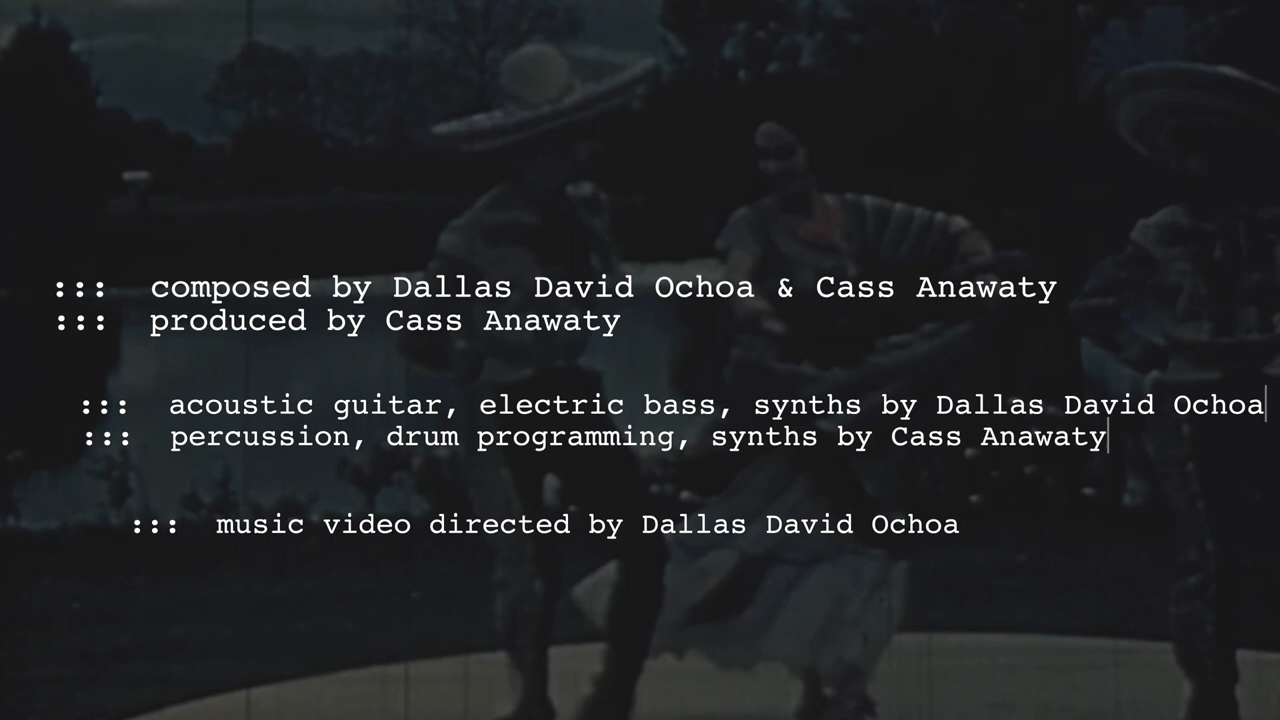 ::: composed by Dallas David Ochoa & Cass Anawaty
::: produced by Cass Anawaty
::: acoustic guitar, electric bass, synths by Dallas David Ochoa
::: percussion, drum programming, synths by Cass Anawaty
::: music video directed by Dallas David Ochoa